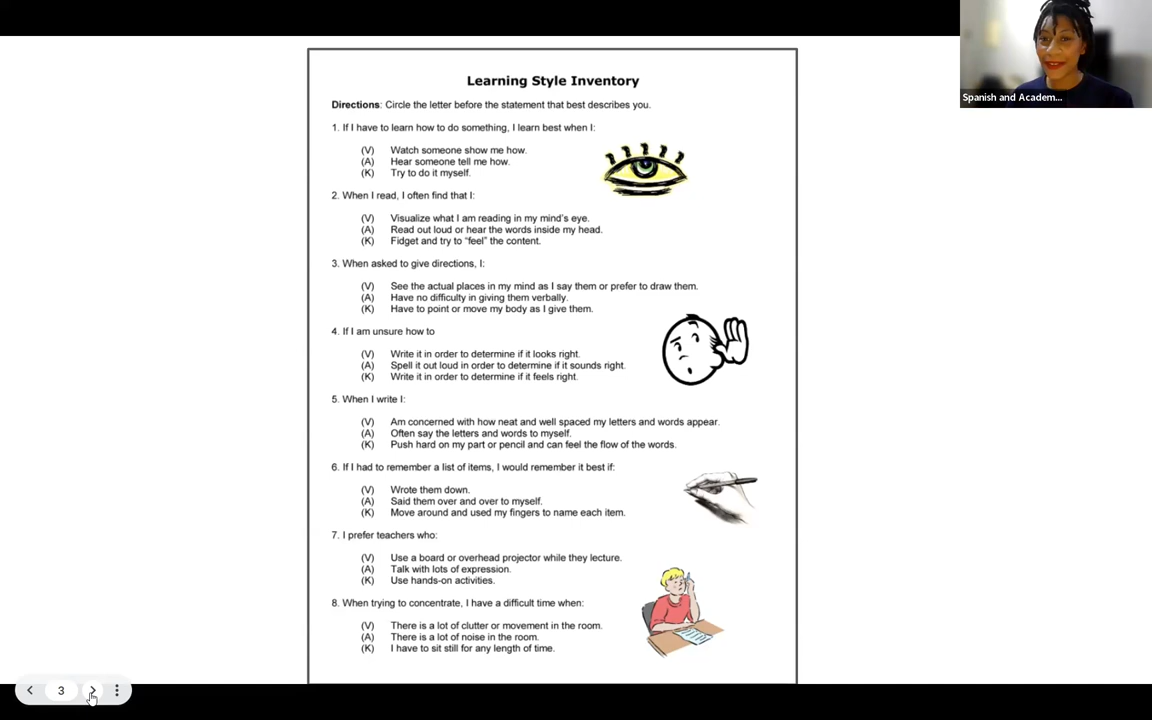 Learning Style Inventory
Directions: Circle the letter before the statement that best describes you.
1. If I have to learn how to do something, I learn best when I:
(V) Watch someone show me how.
(A) Hear someone tell me how.
(K) Try to do it myself.
2. When I read, I often find that I:
(V) Visualize what I am reading in my mind's eye.
(A) Read out loud or hear the words inside my head.
(K) Fidget and try to “feel” the content.
3. When asked to give directions, I:
(V) See the actual places in my mind as I say them or prefer to draw them.
(A) Have no difficulty in giving them verbally.
(K) Have to point or move my body as I give them.
4. If I am unsure how to
(V) Write it in order to determine if it looks right.
(A) Spell it out loud in order to determine if it sounds right.
(K) Write it in order to determine if it feels right.
5. When I write I:
(V) Am concerned with how neat and well spaced my letters and words appear.
(A) Often say the letters and words to myself.
(K) Push hard on my part or pencil and can feel the flow of the words.
6. If I had to remember a list of items, I would remember it best if:
(V) Wrote them down.
(A) Said them over and over to myself.
(K) Move around and used my fingers to name each item.
7. I prefer teachers who:
(V) Use a board or overhead projector while they lecture.
(A) Talk with lots of expression.
(K) Use hands-on activities.
8. When trying to concentrate, I have a difficult time when:
(V) There is a lot of clutter or movement in the room.
(A) There is a lot of noise in the room.
(K) I have to sit still for any length of time.
Spanish and Academ...
3